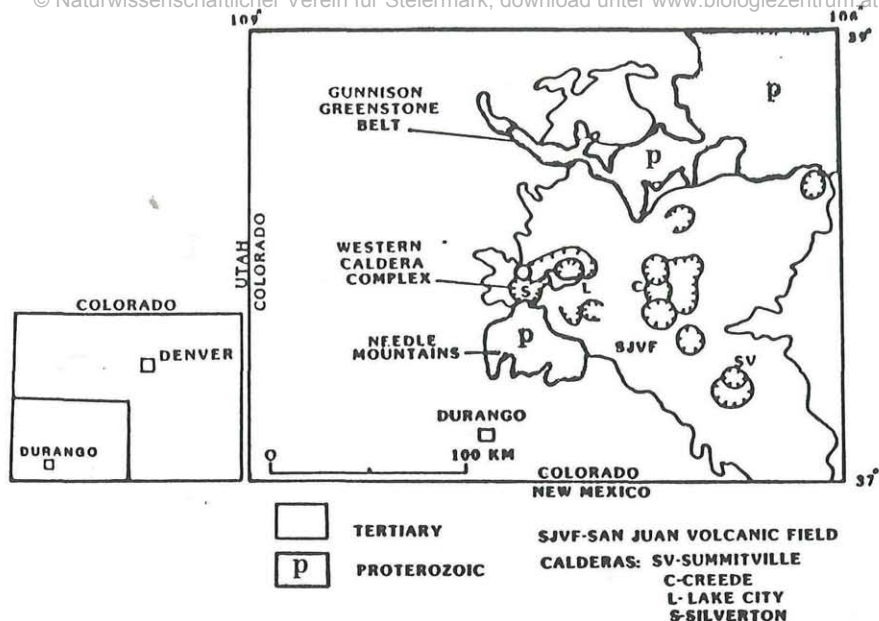 © Naturwissenschaftlicher Verein für Steiermark; download unter www.biologiezentrum.at
109°
106°
39°
GUNNISON
GREENSTONE
BELT
P
P
UTAH
COLORADO
WESTERN
CALDERA
COMPLEX
S
L
C
NEEDLE
MOUNTAINS
P
SJVF
SV
COLORADO
DENVER
DURANGO
DURANGO
0
100 KM
COLORADO
NEW MEXICO
37°
TERTIARY
P PROTEROZOIC
SJVF-SAN JUAN VOLCANIC FIELD
CALDERAS: SV-SUMMITVILLE
C-CREEDE
L-LAKE CITY
S-SILVERTON